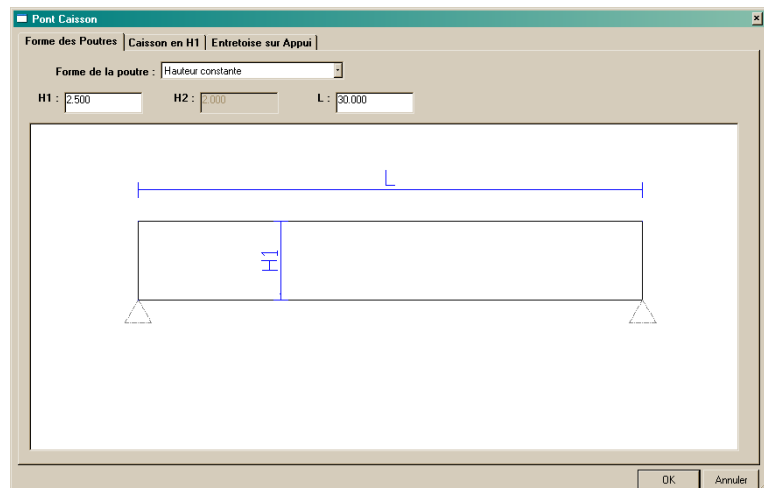 Pont Caisson
Forme des Poutres Caisson en H1 Entretoise sur Appui
Forme de la poutre : Hauteur constante
H1 : 2.500 H2 : 2.000 L : 30.000
L
H1
OK Annuler